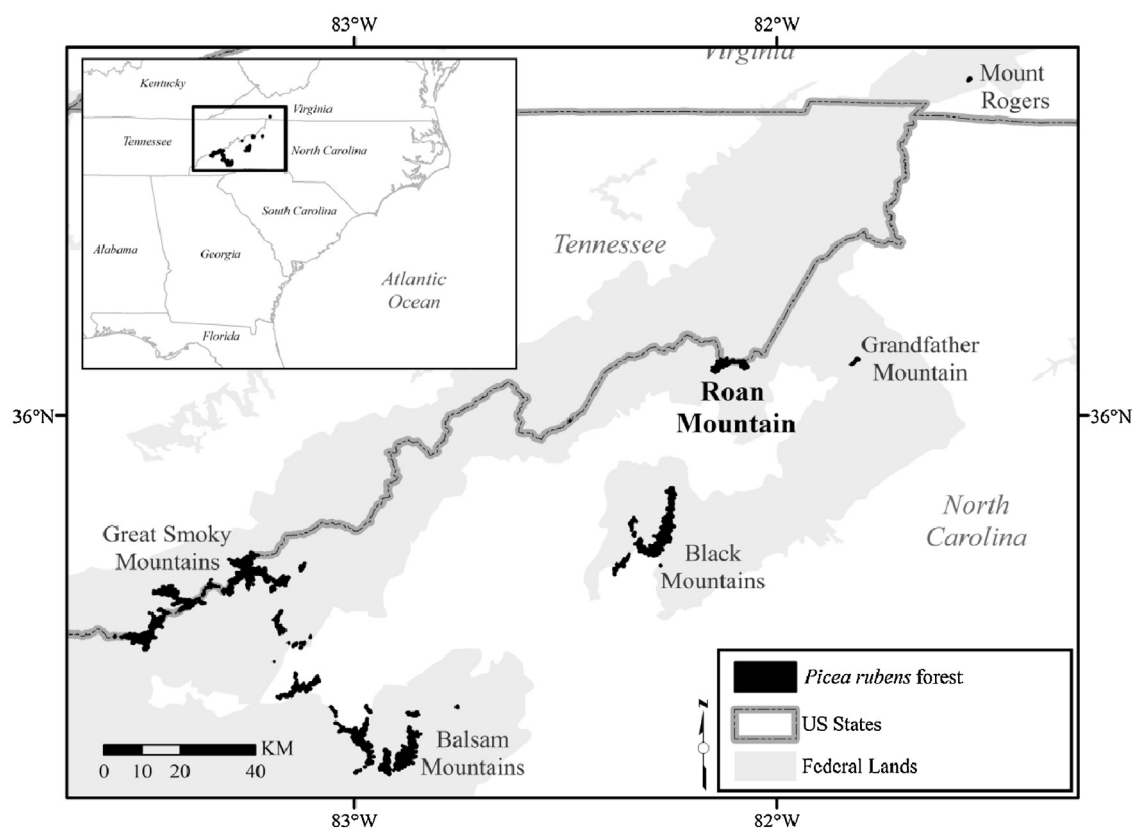 83°W
82°W
Virginia
Mount
Rogers
Kentucky
Virginia
Tennessee
North Carolina
South Carolina
Alabama
Georgia
Florida
Atlantic
Ocean
Tennessee
Grandfather
Mountain
Roan
Mountain
36°N
36°N
North
Carolina
Great Smoky
Mountains
Black
Mountains
Balsam
Mountains
KM
0 10 20 40
Picea rubens forest
US States
Federal Lands
z
83°W
82°W